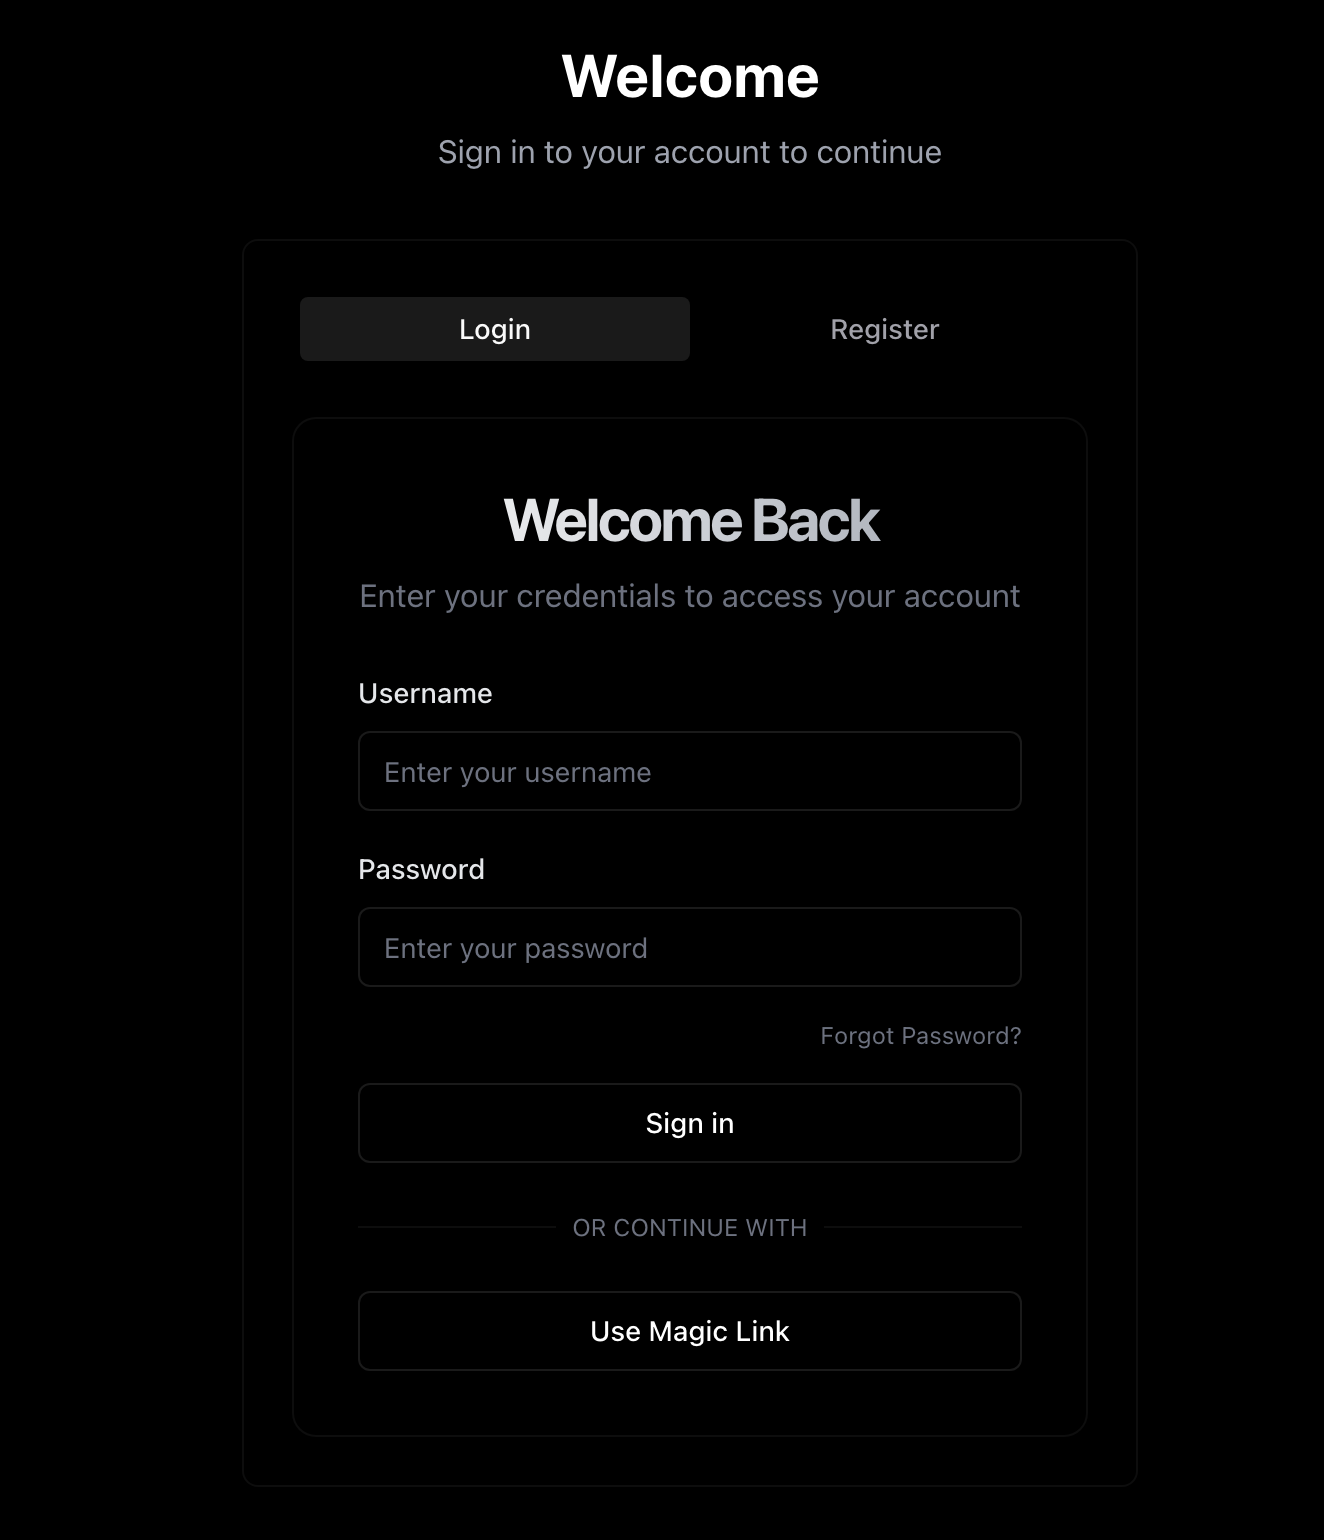 Welcome
Sign in to your account to continue
Login
Register
Welcome Back
Enter your credentials to access your account
Username
Enter your username
Password
Enter your password
Forgot Password?
Sign in
OR CONTINUE WITH
Use Magic Link